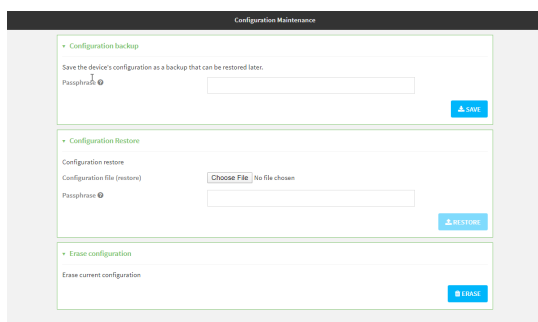 Configuration Maintenance
Configuration backup
Save the device's configuration as a backup that can be restored later.
Passphrase
SAVE
Configuration Restore
Configuration restore
Configuration file (restore) Choose File No file chosen
Passphrase
RESTORE
Erase configuration
Erase current configuration
ERASE